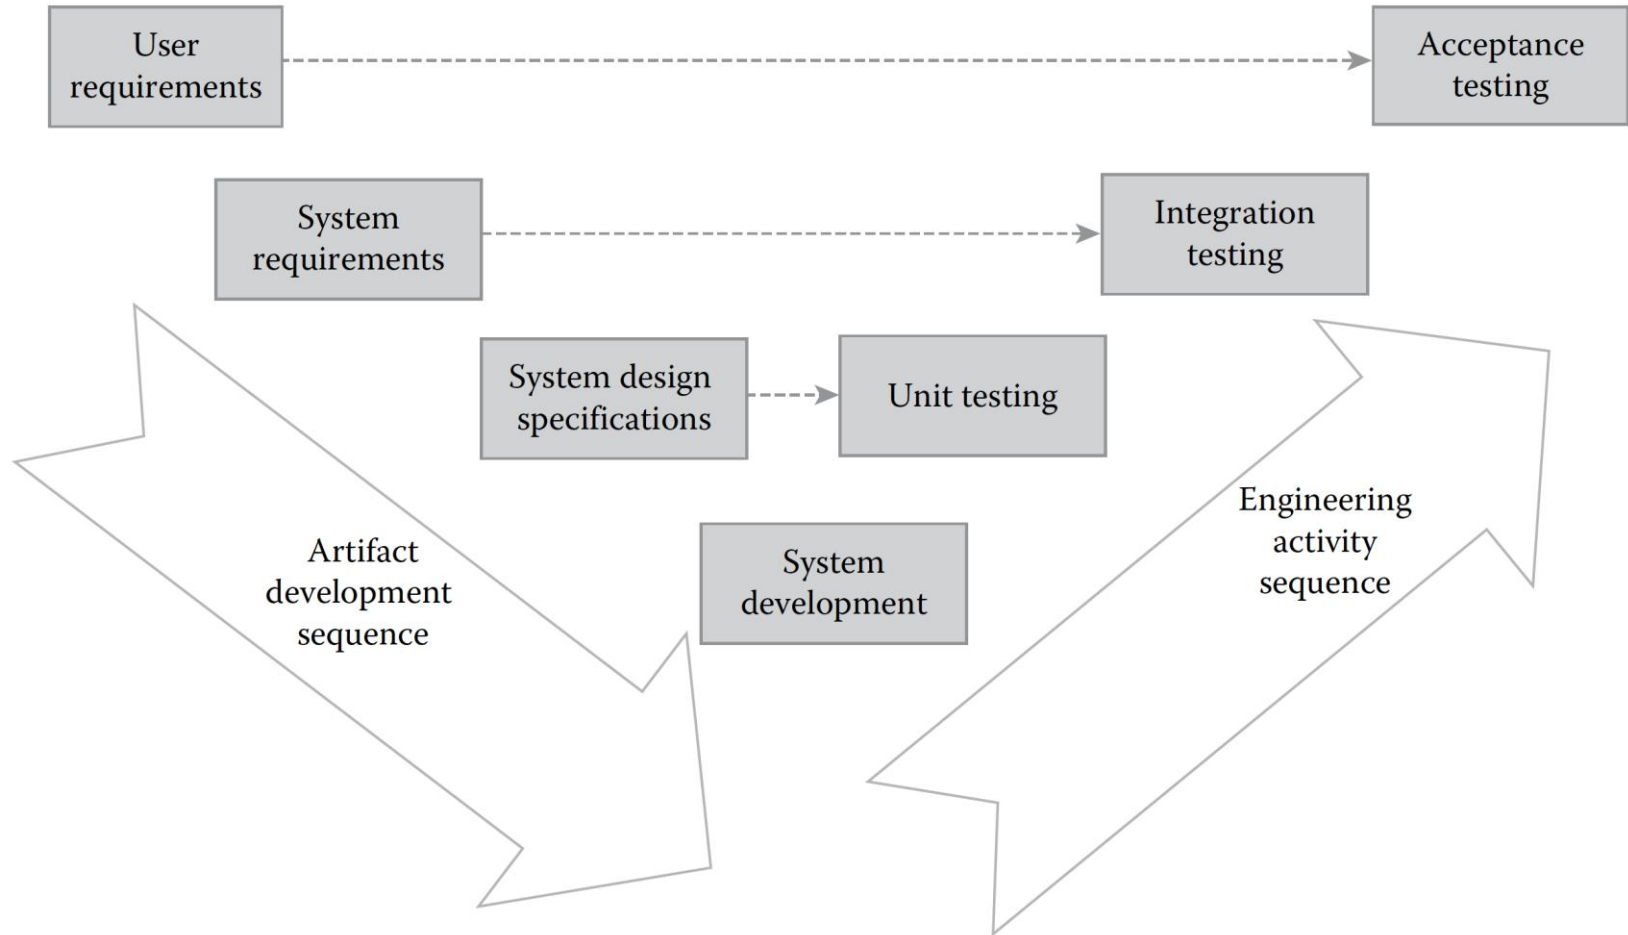 User
requirements
Acceptance
testing
System
requirements
Integration
testing
System design
specifications
Unit testing
Artifact
development
sequence
System
development
Engineering
activity
sequence